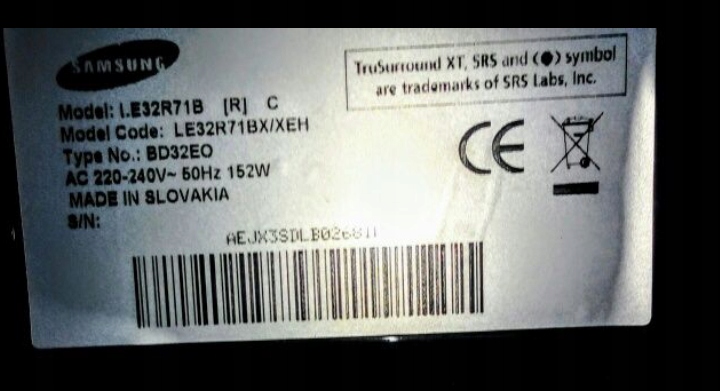 SAMSUNG
TruSurround XT, SRS and (●) symbol
are trademarks of SRS Labs, Inc.
Model: LE32R71B [R] C
Model Code: LE32R71BX/XEH
Type No.: BD32EO
AC 220-240V~ 50Hz 152W
MADE IN SLOVAKIA
S/N:
CE